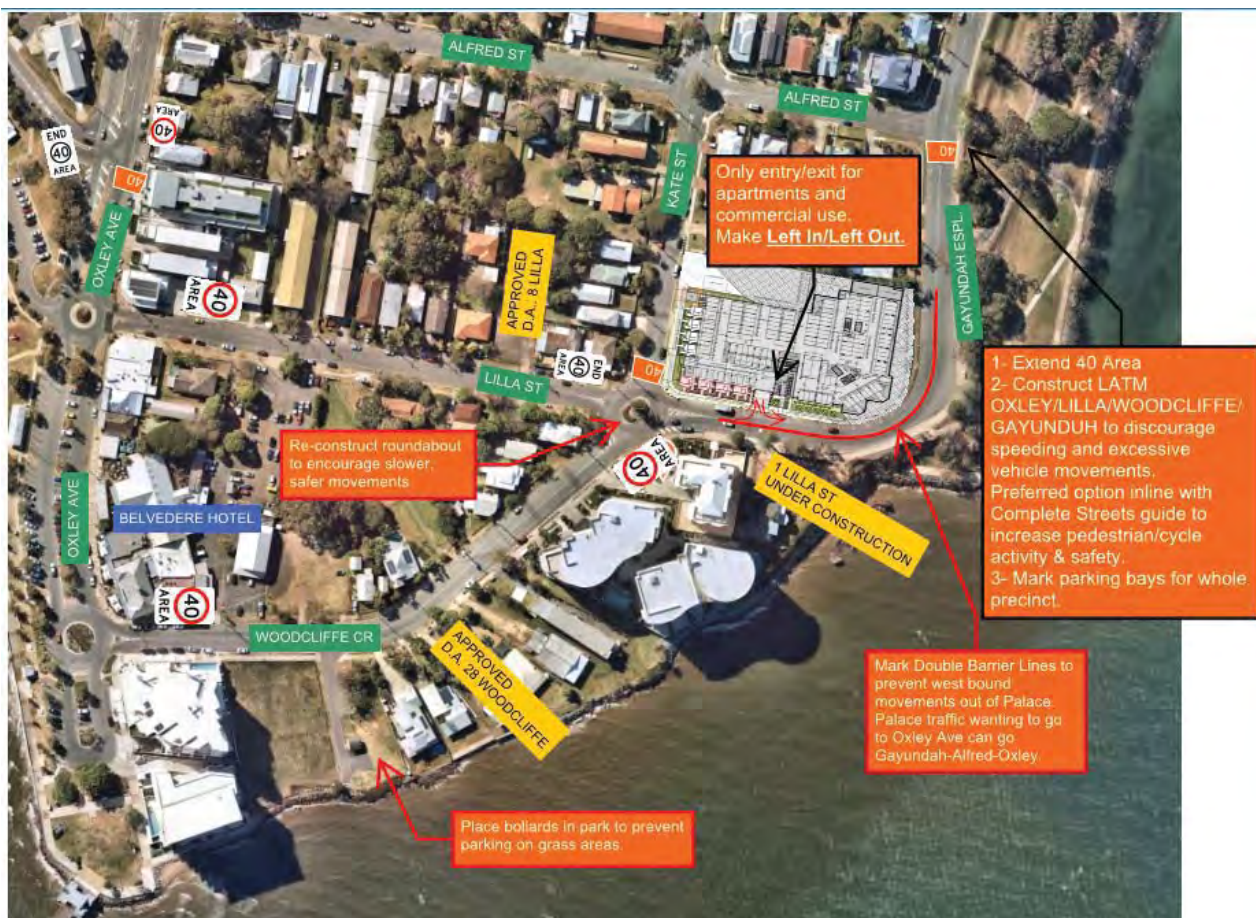 ALFRED ST
ALFRED ST
40
AREA
END
40
AREA
40
40
OXLEY AVE
KATE ST
Only entry/exit for
apartments and
commercial use.
Make Left In/Left Out.
GAYUNDAH ESPL.
40
AREA
APPROVED
D.A.. 8 LILLA
END
40
AREA
40
LILLA ST
1- Extend 40 Area
2- Construct LATM
OXLEY/LILLA/WOODCLIFFE/
GAYUNDUH to discourage
speeding and excessive
vehicle movements.
Preferred option inline with
Complete Streets guide to
increase pedestrian/cycle
activity & safety.
3- Mark parking bays for whole
precinct.
Re-construct roundabout
to encourage slower,
safer movements
40
AREA
1 LILLA ST
UNDER CONSTRUCTION
OXLEY AVE
BELVEDERE HOTEL
40
AREA
WOODCLIFFE CR
APPROVED
D.A. 28 WOODCLIFFE
Mark Double Barrier Lines to
prevent west bound
movements out of Palace.
Palace traffic wanting to go
to Oxley Ave can go
Gayundah-Alfred-Oxley.
Place bollards in park to prevent
parking on grass areas.